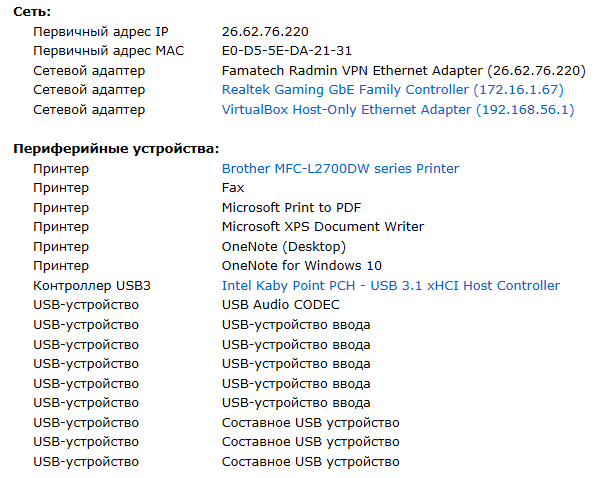 Сеть:
Первичный адрес IP 26.62.76.220
Первичный адрес MAC E0-D5-5E-DA-21-31
Сетевой адаптер Famatech Radmin VPN Ethernet Adapter (26.62.76.220)
Сетевой адаптер Realtek Gaming GbE Family Controller (172.16.1.67)
Сетевой адаптер VirtualBox Host-Only Ethernet Adapter (192.168.56.1)
Периферийные устройства:
Принтер Brother MFC-L2700DW series Printer
Принтер Fax
Принтер Microsoft Print to PDF
Принтер Microsoft XPS Document Writer
Принтер OneNote (Desktop)
Принтер OneNote for Windows 10
Контроллер USB3 Intel Kaby Point PCH - USB 3.1 xHCI Host Controller
USB-устройство USB Audio CODEC
USB-устройство USB-устройство ввода
USB-устройство USB-устройство ввода
USB-устройство USB-устройство ввода
USB-устройство USB-устройство ввода
USB-устройство USB-устройство ввода
USB-устройство Составное USB устройство
USB-устройство Составное USB устройство
USB-устройство Составное USB устройство